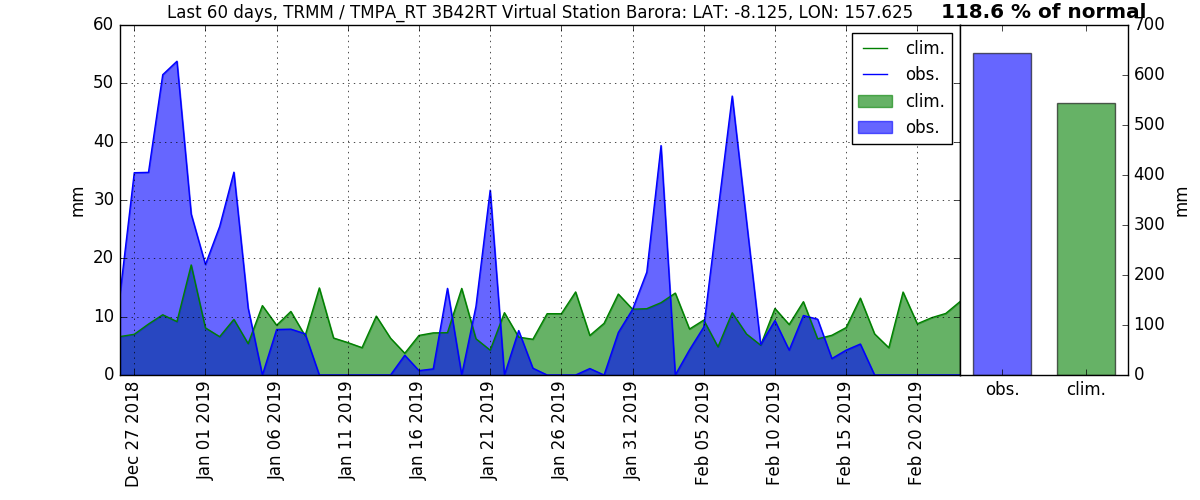 Last 60 days, TRMM / TMPA_RT 3B42RT Virtual Station Barora: LAT: -8.125, LON: 157.625
118.6 % of normal
60
50
40
30
20
10
0
mm
clim.
obs.
clim.
obs.
700
600
500
400
300
200
100
0
mm
obs.
clim.
Dec 27 2018
Jan 01 2019
Jan 06 2019
Jan 11 2019
Jan 16 2019
Jan 21 2019
Jan 26 2019
Jan 31 2019
Feb 05 2019
Feb 10 2019
Feb 15 2019
Feb 20 2019